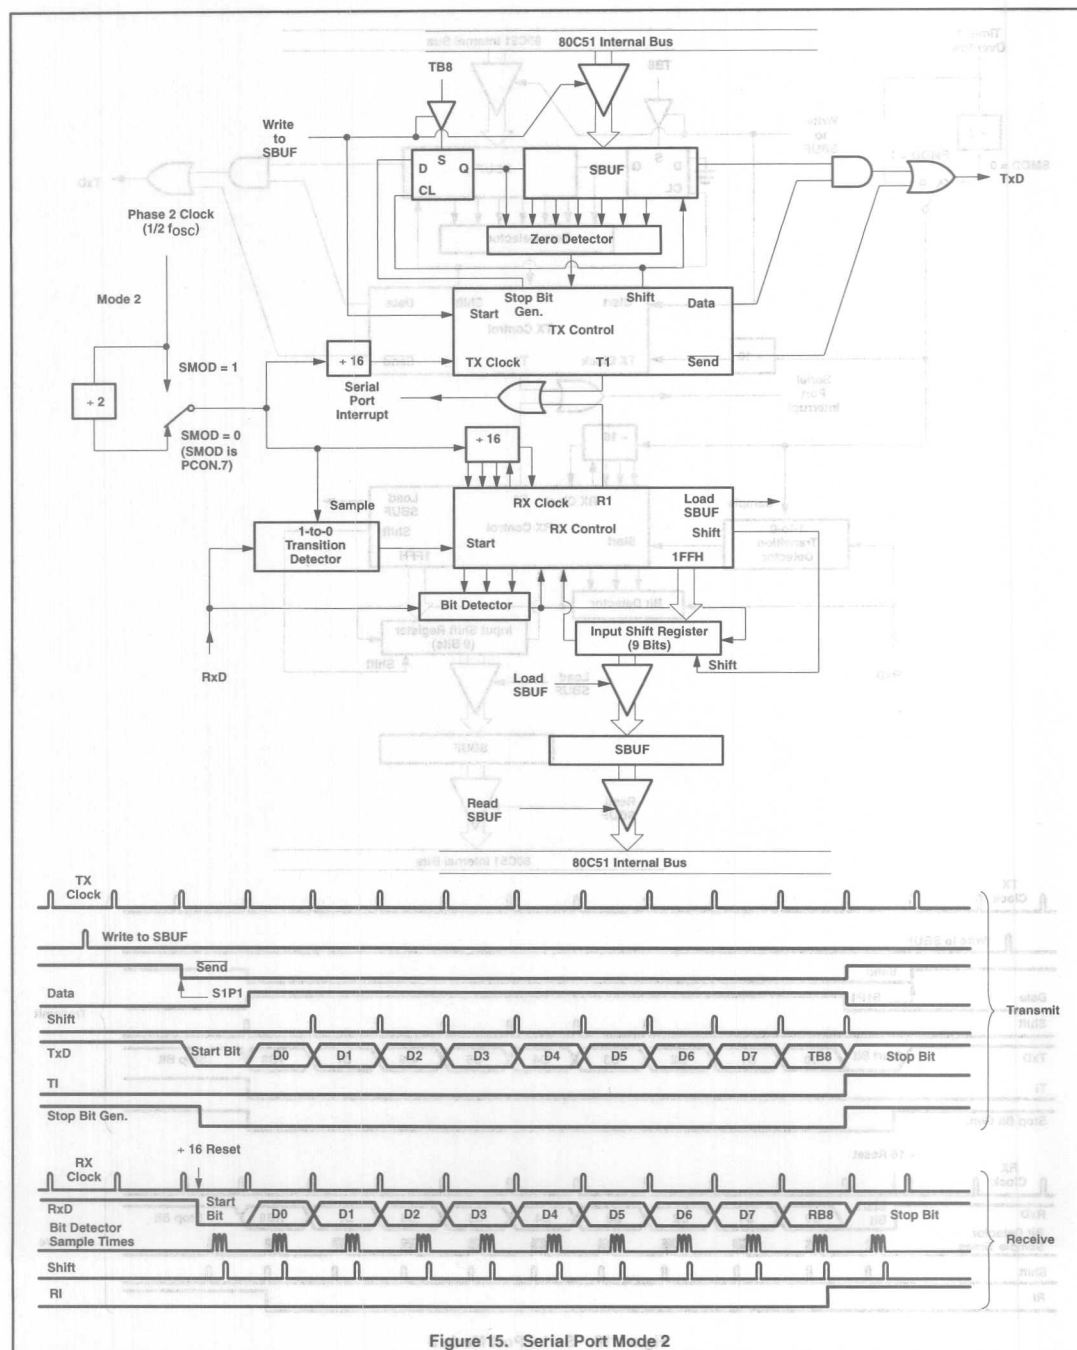 80C51 Internal Bus
TB8
Write
to
SBUF
S
D
Q
CL
SBUF
TxD
Phase 2 Clock
(1/2 fOSC)
Zero Detector
Mode 2
Stop Bit
Gen.
Shift
Data
Start
TX Control
SMOD = 1
÷ 16
TX Clock
T1
Send
÷ 2
Serial
Port
Interrupt
SMOD = 0
(SMOD is
PCON.7)
÷ 16
Sample
RX Clock
R1
Load
SBUF
1-to-0
Transition
Detector
Start
RX Control
Shift
1FFH
Bit Detector
Input Shift Register
(9 Bits)
RxD
Shift
Load
SBUF
SBUF
Read
SBUF
80C51 Internal Bus
TX
Clock
Write to SBUF
Send
Data
S1P1
Transmit
Shift
TxD
Start Bit
D0
D1
D2
D3
D4
D5
D6
D7
TB8
Stop Bit
TI
Stop Bit Gen.
÷ 16 Reset
RX
Clock
RxD
Start
Bit
D0
D1
D2
D3
D4
D5
D6
D7
RB8
Stop Bit
Bit Detector
Sample Times
Receive
Shift
RI
Figure 15. Serial Port Mode 2